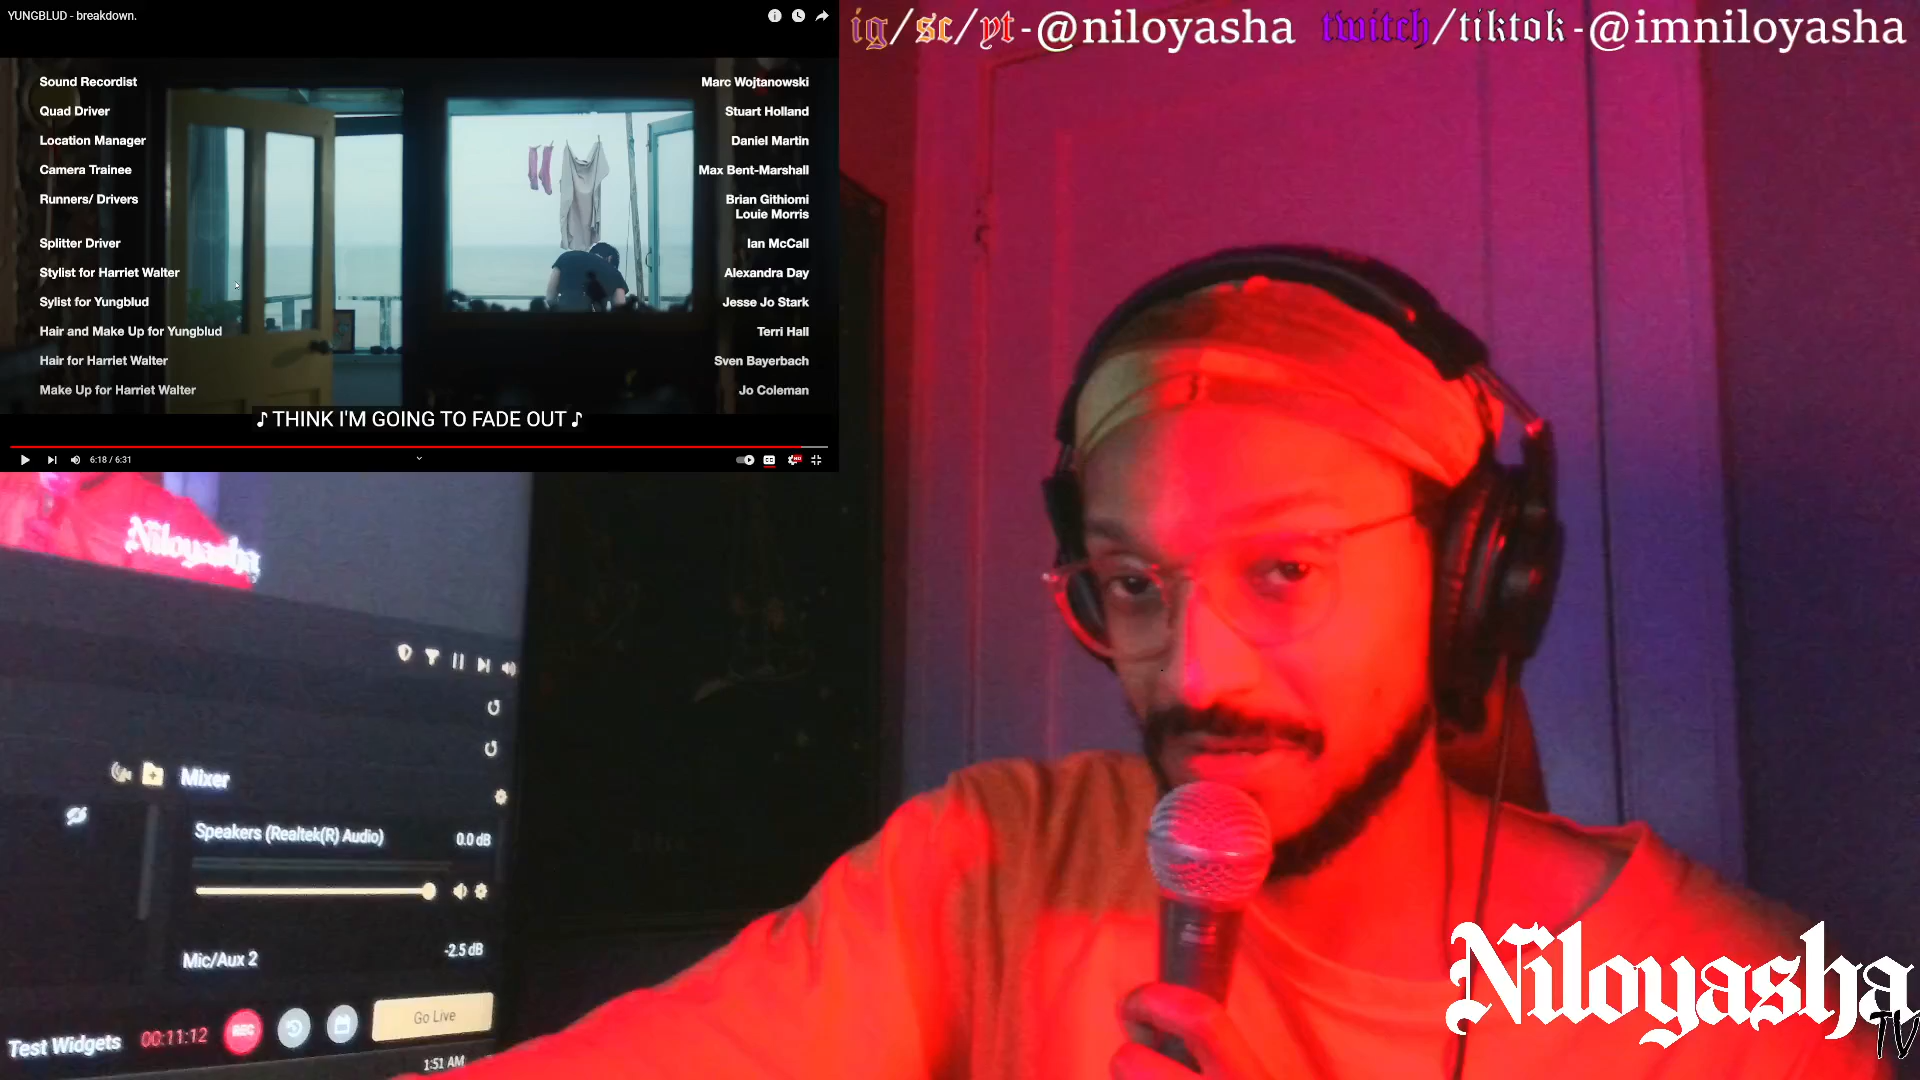 YUNGBLUD - breakdown.
ig/sc/yt-@niloyasha twitch/tiktok-@imniloyasha
Sound Recordist Marc Wojtanowski
Quad Driver Stuart Holland
Location Manager Daniel Martin
Camera Trainee Max Bent-Marshall
Runners/ Drivers Brian Githiomi
Louie Morris
Splitter Driver Ian McCall
Stylist for Harriet Walter Alexandra Day
Sylist for Yungblud Jesse Jo Stark
Hair and Make Up for Yungblud Terri Hall
Hair for Harriet Walter Sven Bayerbach
Make Up for Harriet Walter Jo Coleman
♪ THINK I'M GOING TO FADE OUT ♪
6:18 / 6:31
HD
Niloyasha
Mixer
Speakers (Realtek(R) Audio) 0.0 dB
Mic/Aux 2 -2.5 dB
Test Widgets 00:11:12 REC Go Live
1:51 AM
Niloyasha
TV